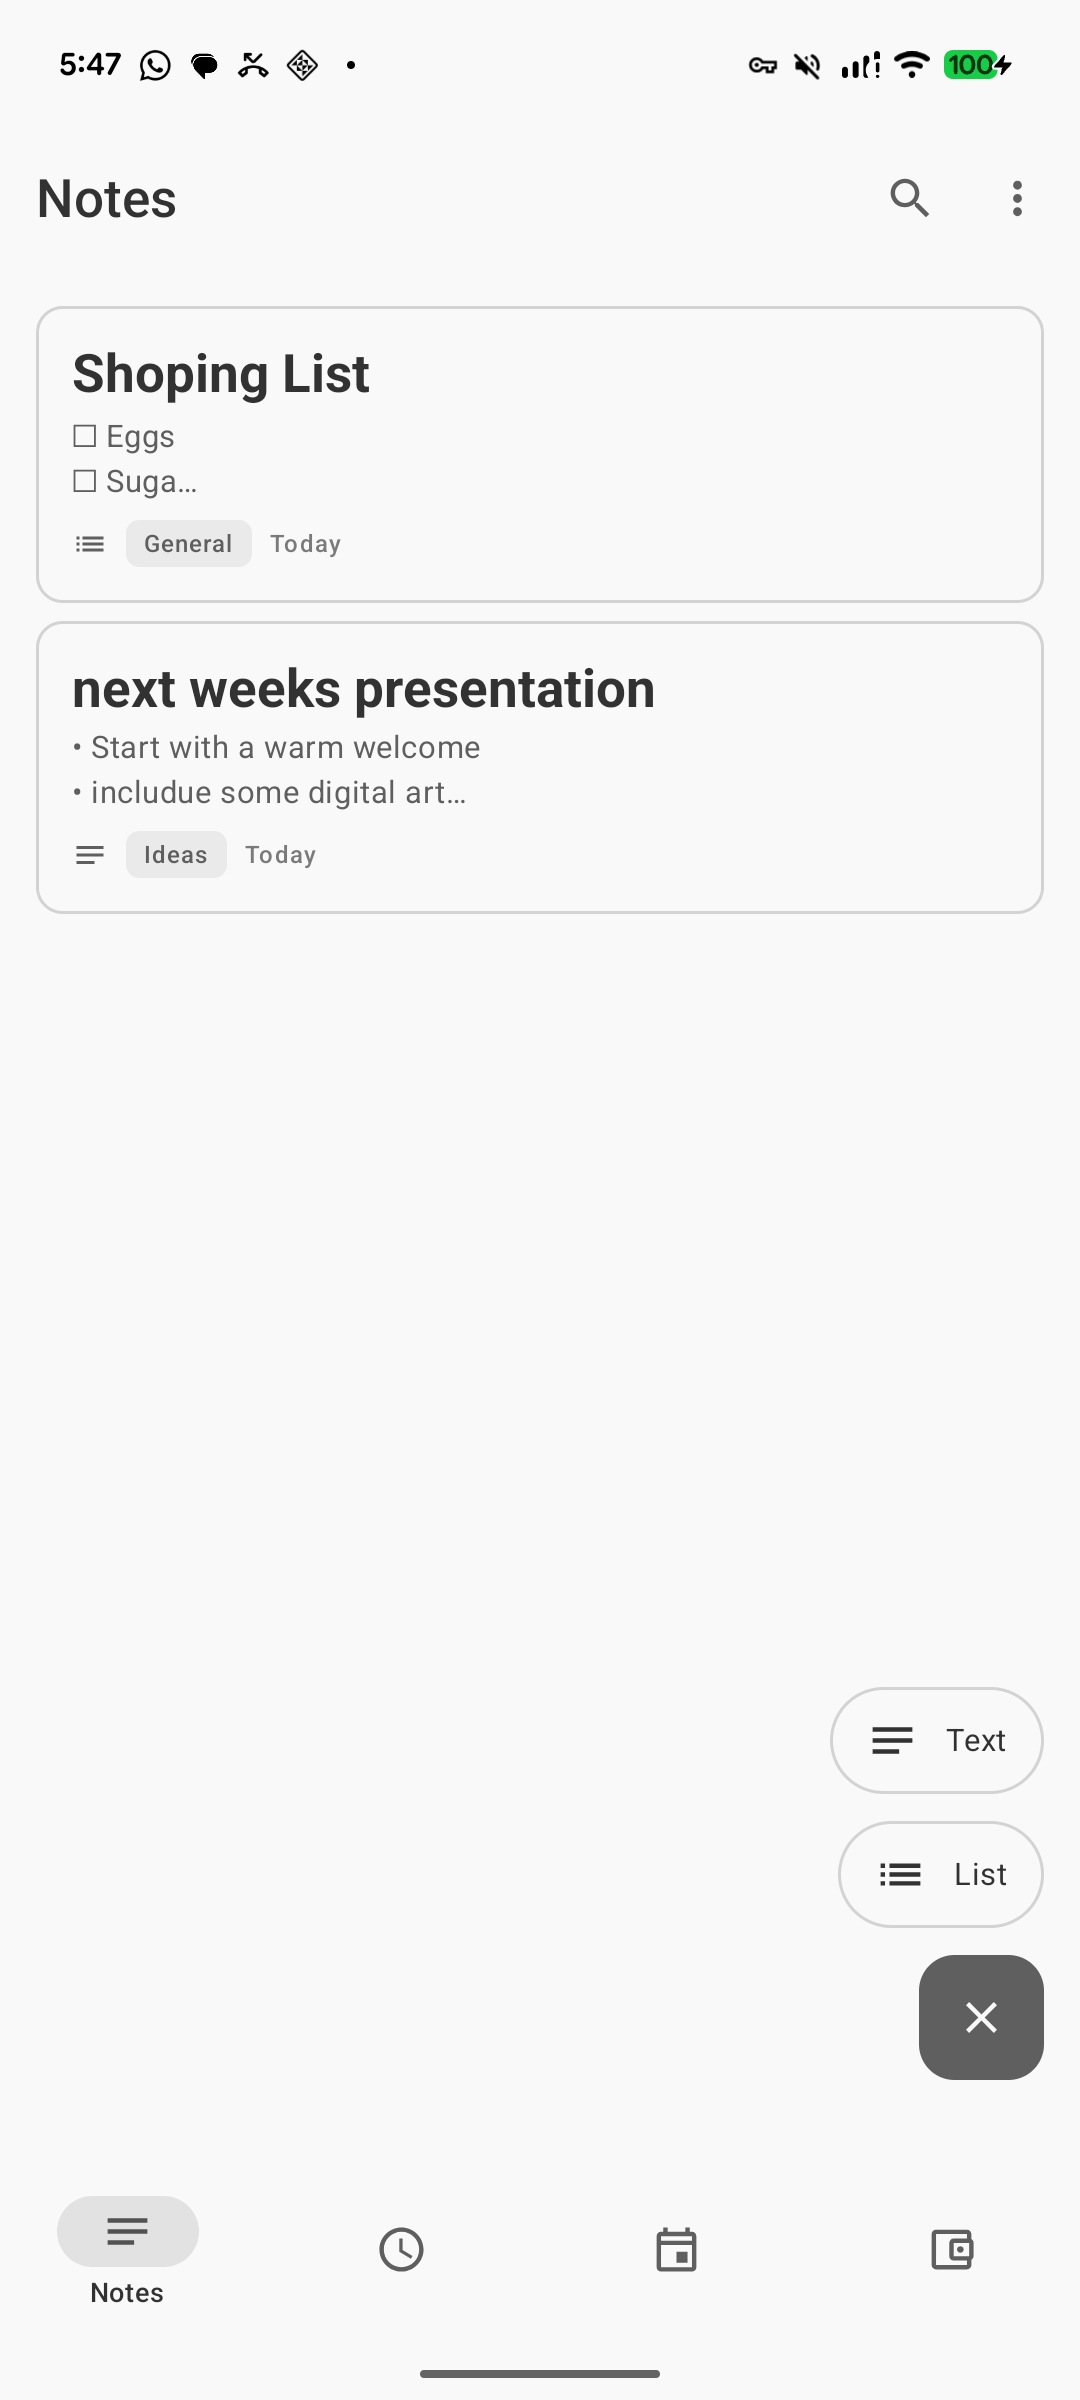 5:47
100
Notes
Shoping List
☐ Eggs
☐ Suga...
General Today
next weeks presentation
• Start with a warm welcome
• includue some digital art...
Ideas Today
Text
List
Notes